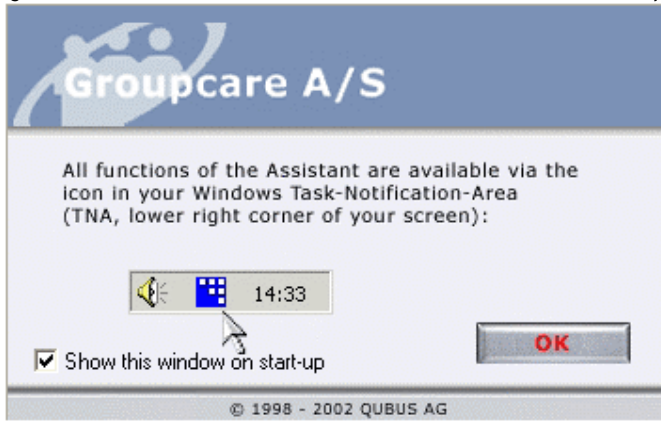 Groupcare A/S
All functions of the Assistant are available via the
icon in your Windows Task-Notification-Area
(TNA, lower right corner of your screen):
14:33
OK
Show this window on start-up
© 1998 - 2002 QUBUS AG